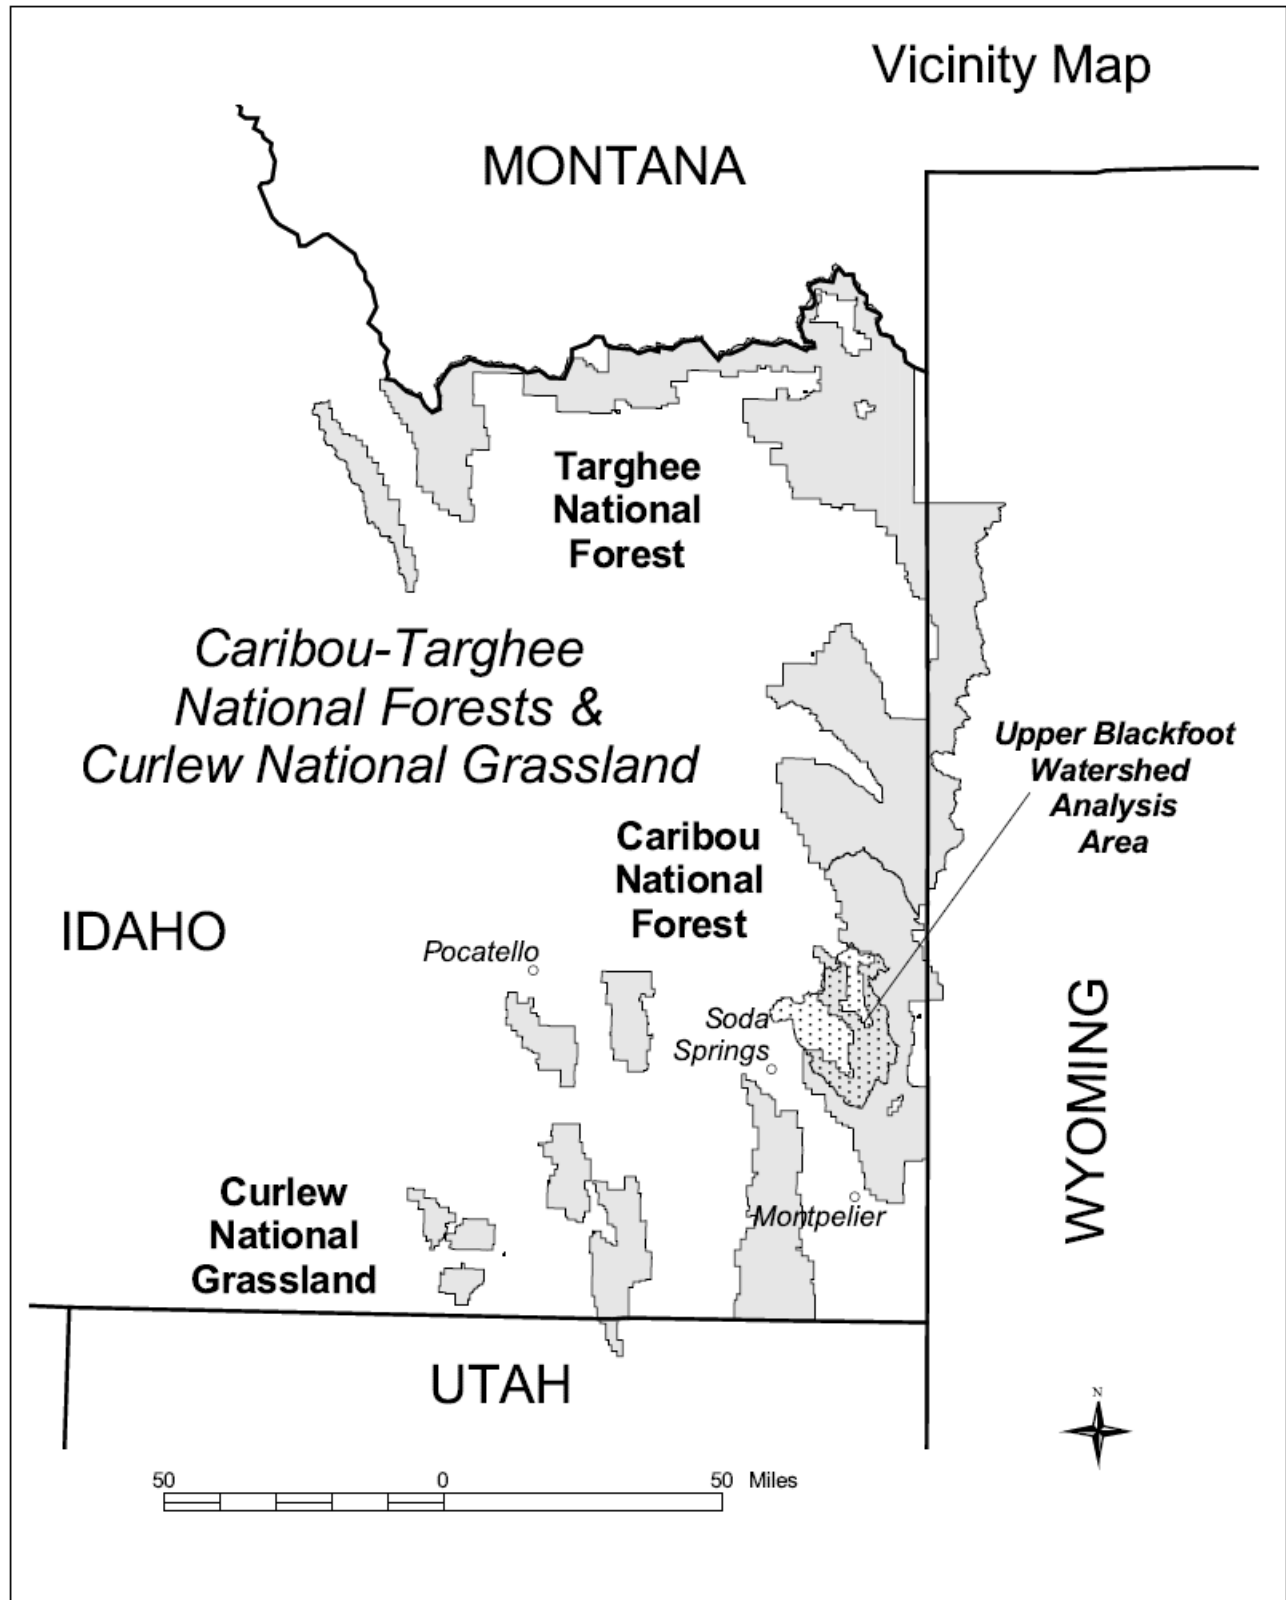 Vicinity Map
MONTANA
Targhee
National
Forest
Caribou-Targhee
National Forests &
Curlew National Grassland
Upper Blackfoot
Watershed
Analysis
Area
Caribou
National
Forest
IDAHO
Pocatello
Soda
Springs
WYOMING
Curlew
National
Grassland
Montpelier
UTAH
N
50 0 50 Miles